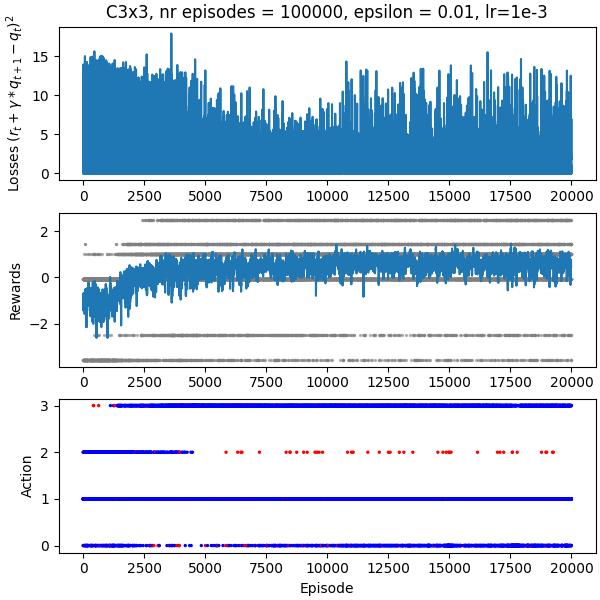 C3x3, nr episodes = 100000, epsilon = 0.01, lr=1e-3
Losses $(r_t + \gamma * q_{t+1} - q_t)^2$
15
10
5
0
0 2500 5000 7500 10000 12500 15000 17500 20000
Rewards
2
0
−2
0 2500 5000 7500 10000 12500 15000 17500 20000
Action
3
2
1
0
0 2500 5000 7500 10000 12500 15000 17500 20000
Episode